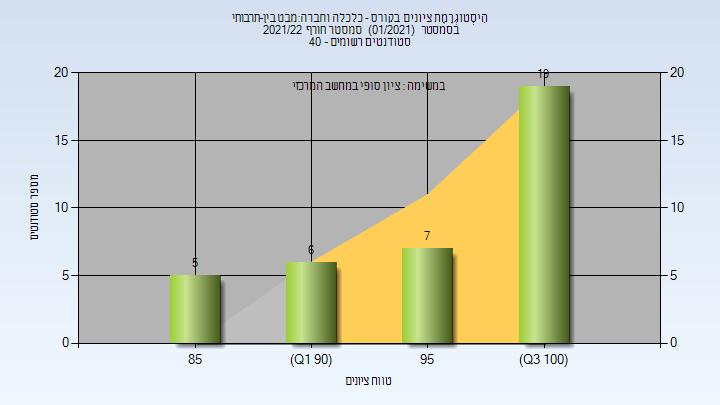 היסטוגרמת ציונים בקורס - כלכלה וחברה:מבט בין-תרבותי
בסמסטר (01/2021) סמסטר חורף 2021/22
סטודנטים רשומים - 40
במשימה : ציון סופי במחשב המרכזי
20 20
15 15
10 10
5 5
0 0
מספר סטודנטים
5 6 7 19
85 (Q1 90) 95 (Q3 100)
טווח ציונים